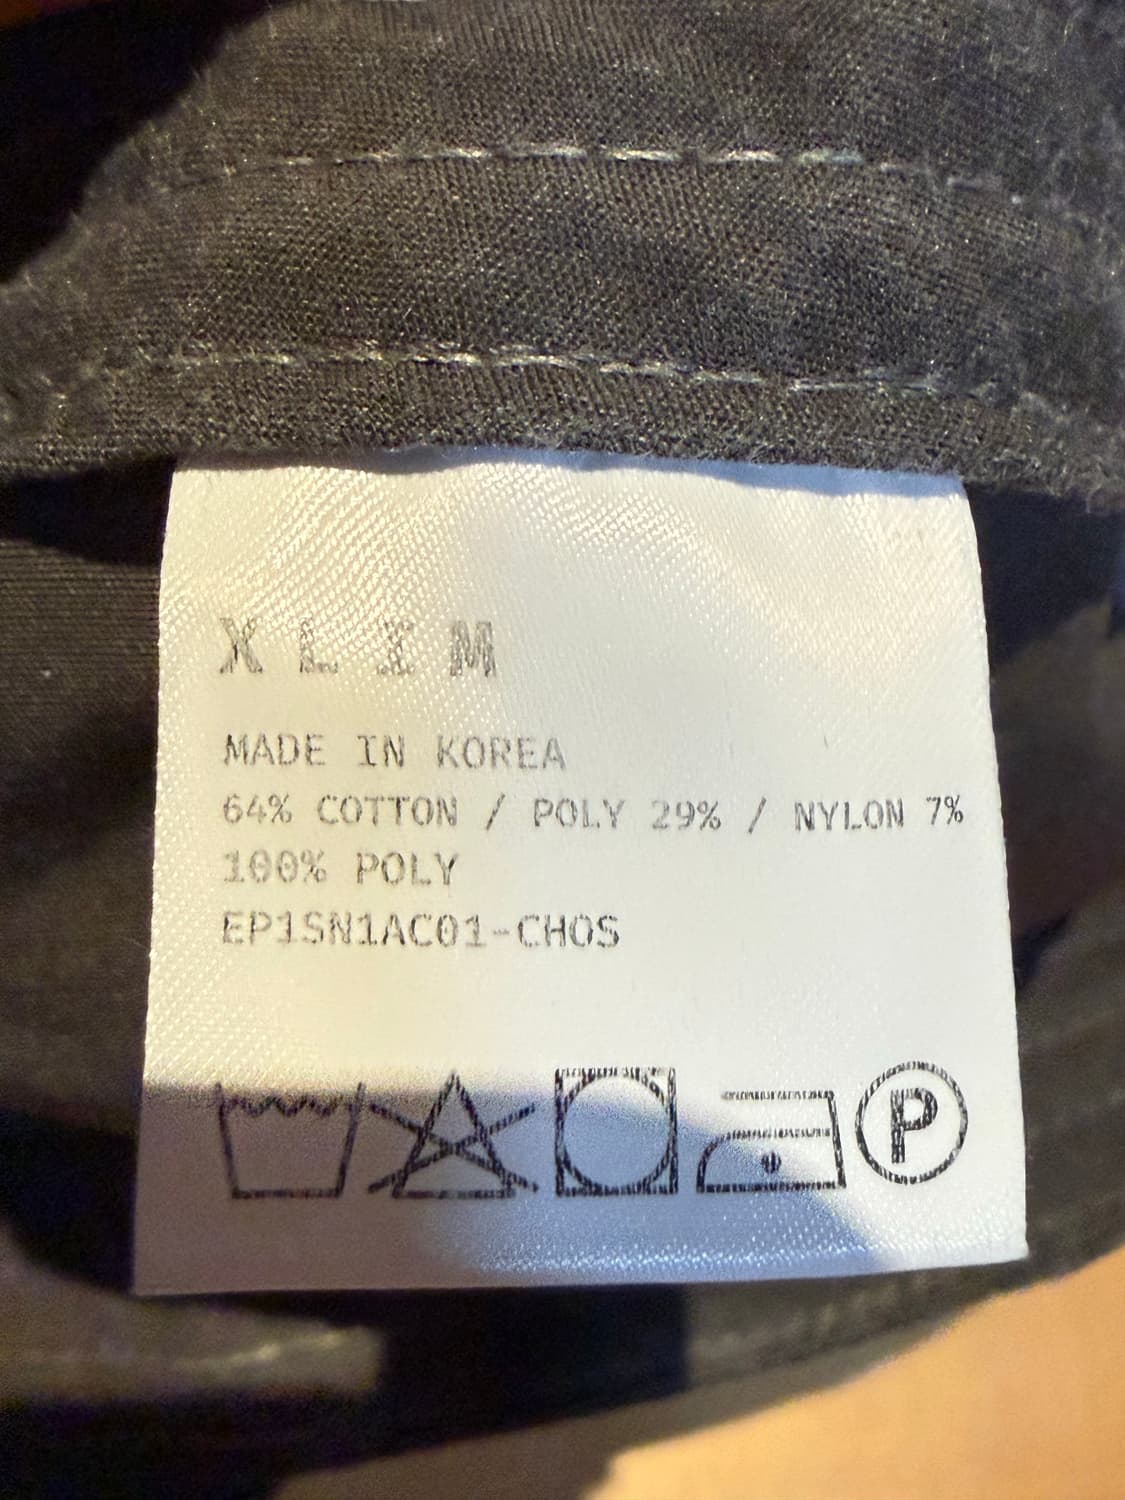 XLIM
MADE IN KOREA
64% COTTON / POLY 29% / NYLON 7%
100% POLY
EP1SN1AC01-CHOS
P